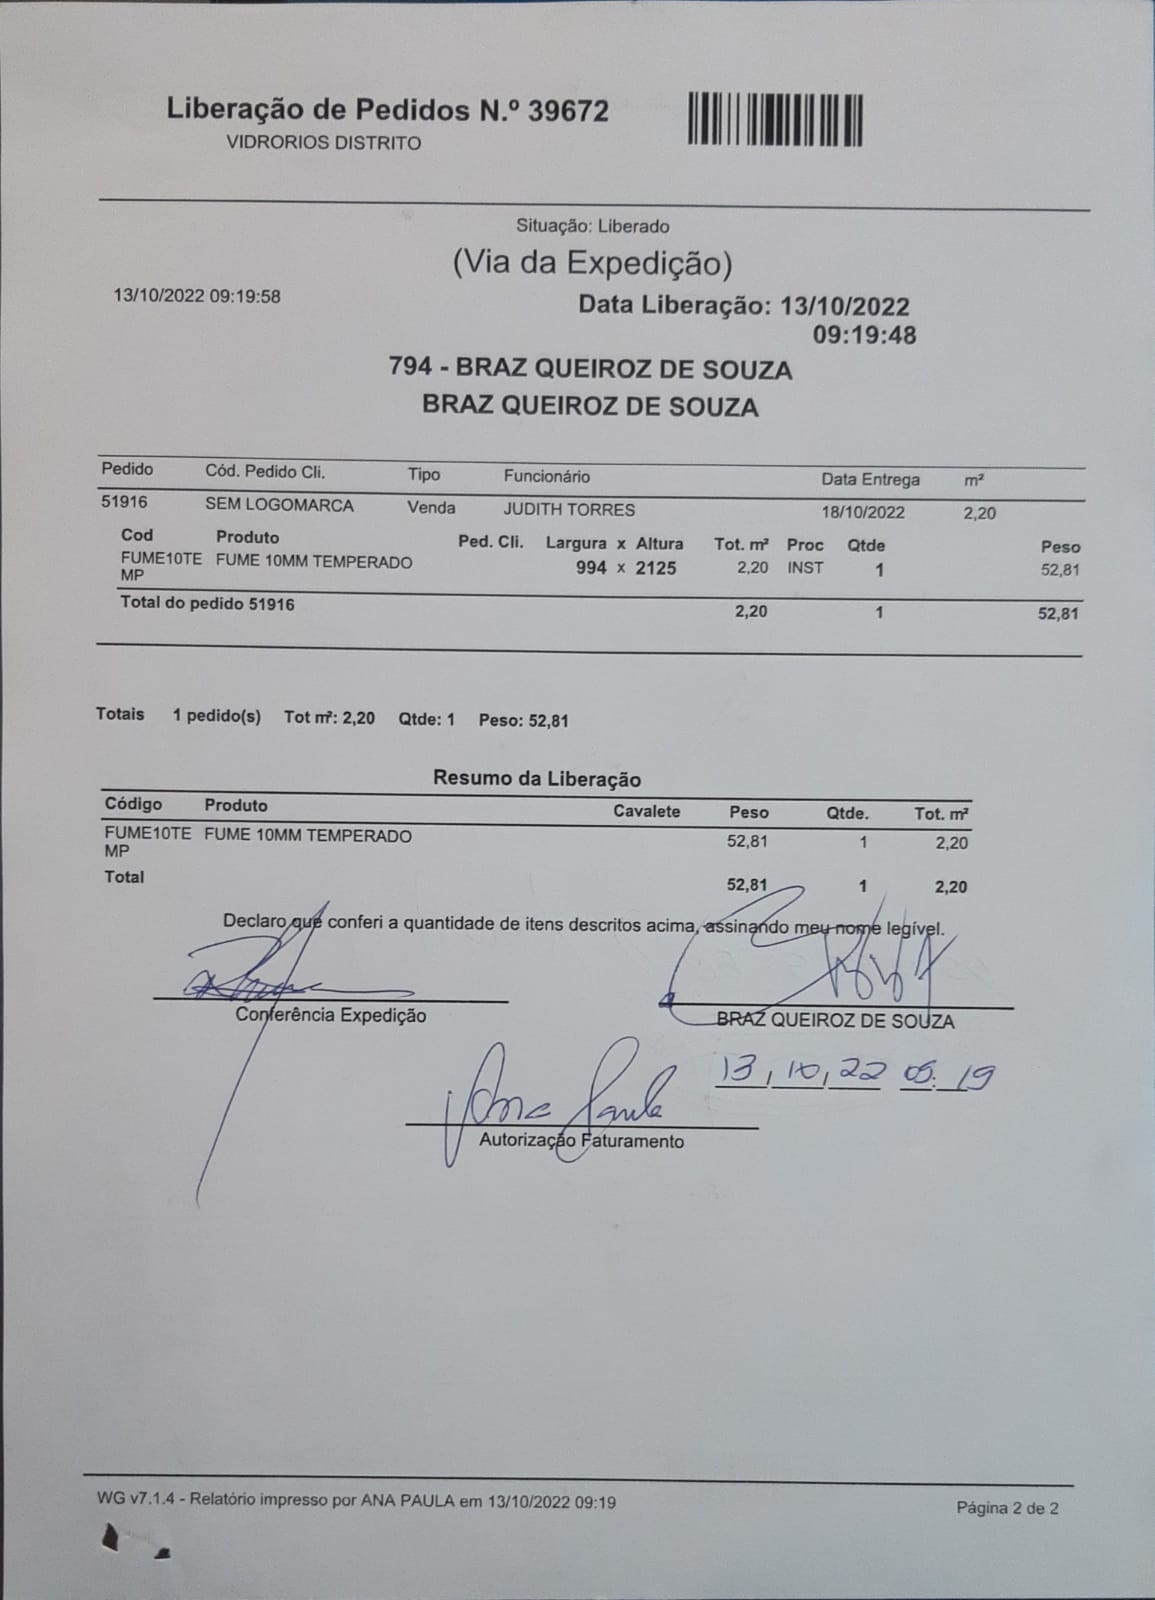 Liberação de Pedidos N.º 39672
VIDRORIOS DISTRITO
Situação: Liberado
(Via da Expedição)
13/10/2022 09:19:58
Data Liberação: 13/10/2022
09:19:48
794 - BRAZ QUEIROZ DE SOUZA
BRAZ QUEIROZ DE SOUZA
Pedido Cód. Pedido Cli. Tipo Funcionário Data Entrega m²
51916 SEM LOGOMARCA Venda JUDITH TORRES 18/10/2022 2,20
Cod Produto Ped. Cli. Largura x Altura Tot. m² Proc Qtde Peso
FUME10TE FUME 10MM TEMPERADO 994 x 2125 2,20 INST 1 52,81
MP
Total do pedido 51916 2,20 1 52,81
Totais 1 pedido(s) Tot m²: 2,20 Qtde: 1 Peso: 52,81
Resumo da Liberação
Código Produto Cavalete Peso Qtde. Tot. m²
FUME10TE FUME 10MM TEMPERADO 52,81 1 2,20
MP
Total 52,81 1 2,20
Declaro que conferi a quantidade de itens descritos acima, assinando meu nome legível.
Conferência Expedição
BRAZ QUEIROZ DE SOUZA
13, 10, 22 09: 19
Ana Paula
Autorização Faturamento
WG v7.1.4 - Relatório impresso por ANA PAULA em 13/10/2022 09:19
Página 2 de 2